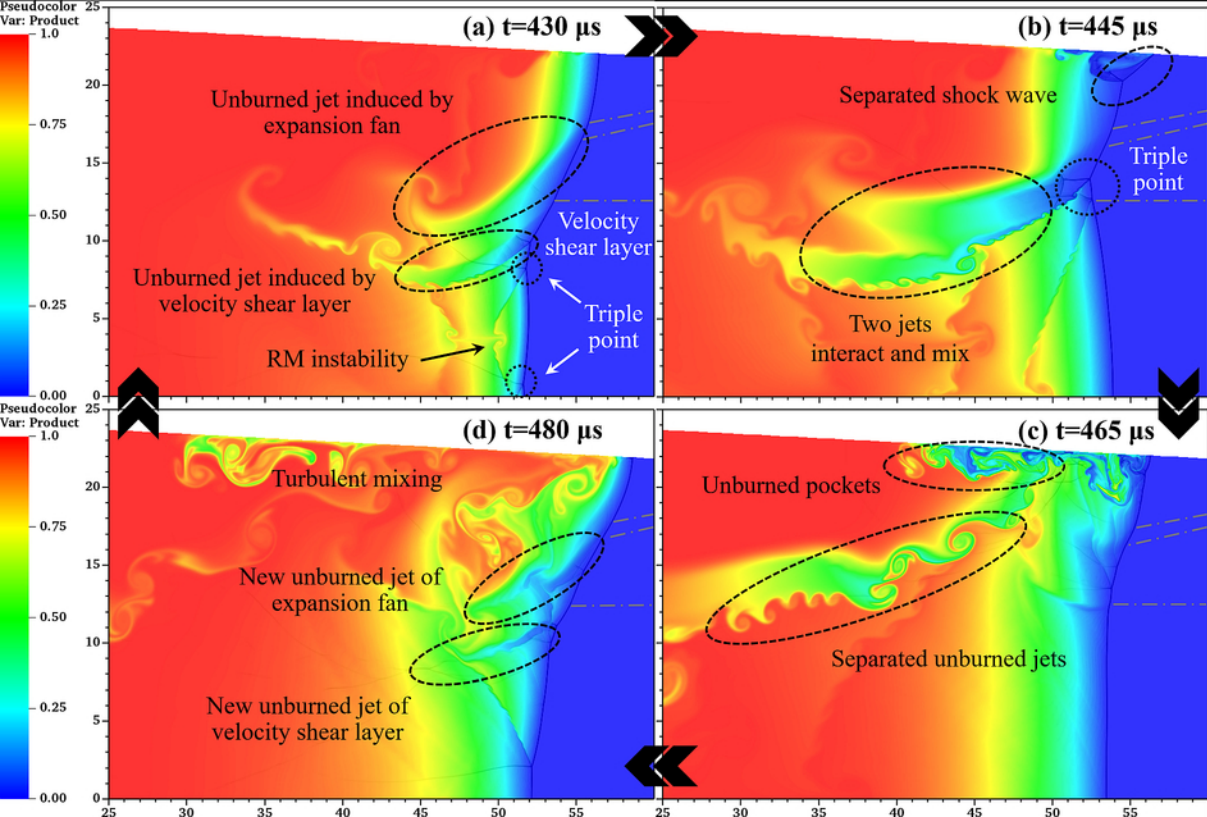 Pseudocolor
Var: Product
1.0
0.75
0.50
0.25
0.00
25
20
15
10
5
0
(a) t=430 μs
Unburned jet induced by
expansion fan
Velocity
shear layer
Unburned jet induced by
velocity shear layer
Triple
point
RM instability
(b) t=445 μs
Separated shock wave
Triple
point
Two jets
interact and mix
Pseudocolor
Var: Product
1.0
0.75
0.50
0.25
0.00
25
20
15
10
5
0
(d) t=480 μs
Turbulent mixing
New unburned jet of
expansion fan
New unburned jet of
velocity shear layer
25 30 35 40 45 50 55
(c) t=465 μs
Unburned pockets
Separated unburned jets
25 30 35 40 45 50 55